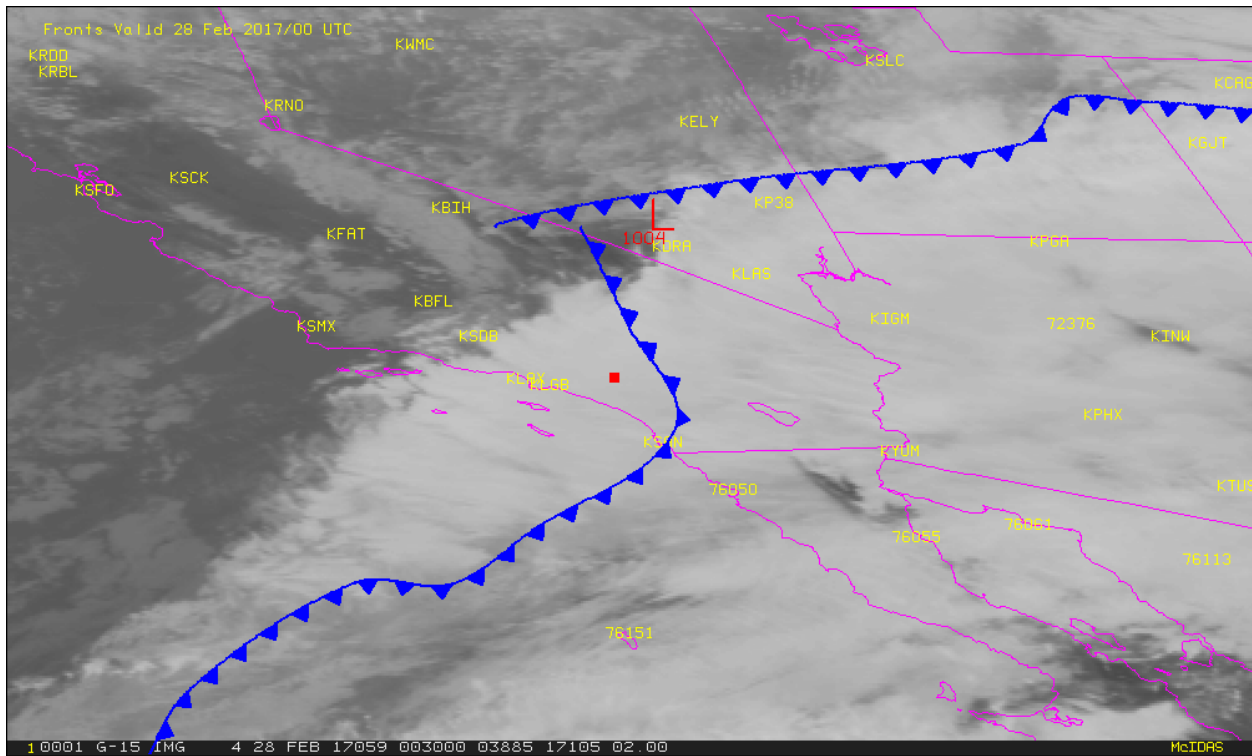 Fronts Valid 28 Feb 2017/00 UTC
KWMC
KRDD
KSLC
KRBL
KCAG
KRNO
KELY
KGJT
KSCK
KSFO
KP38
KBIH
KFAT
1004
KDRA
KPGA
KLAS
KBFL
KIGM
72376
KSMX
KSDB
KINW
KLAX
KLGB
KPHX
KSAN
KYUM
KTUS
76050
76061
76055
76113
76151
1 0001 G-15 IMG 4 28 FEB 17059 003000 03885 17105 02.00 McIDAS